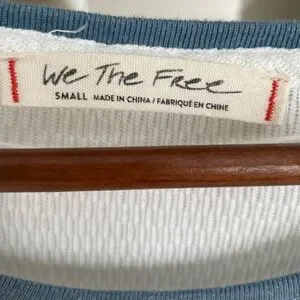 We The Free
SMALL MADE IN CHINA / FABRIQUÉ EN CHINE